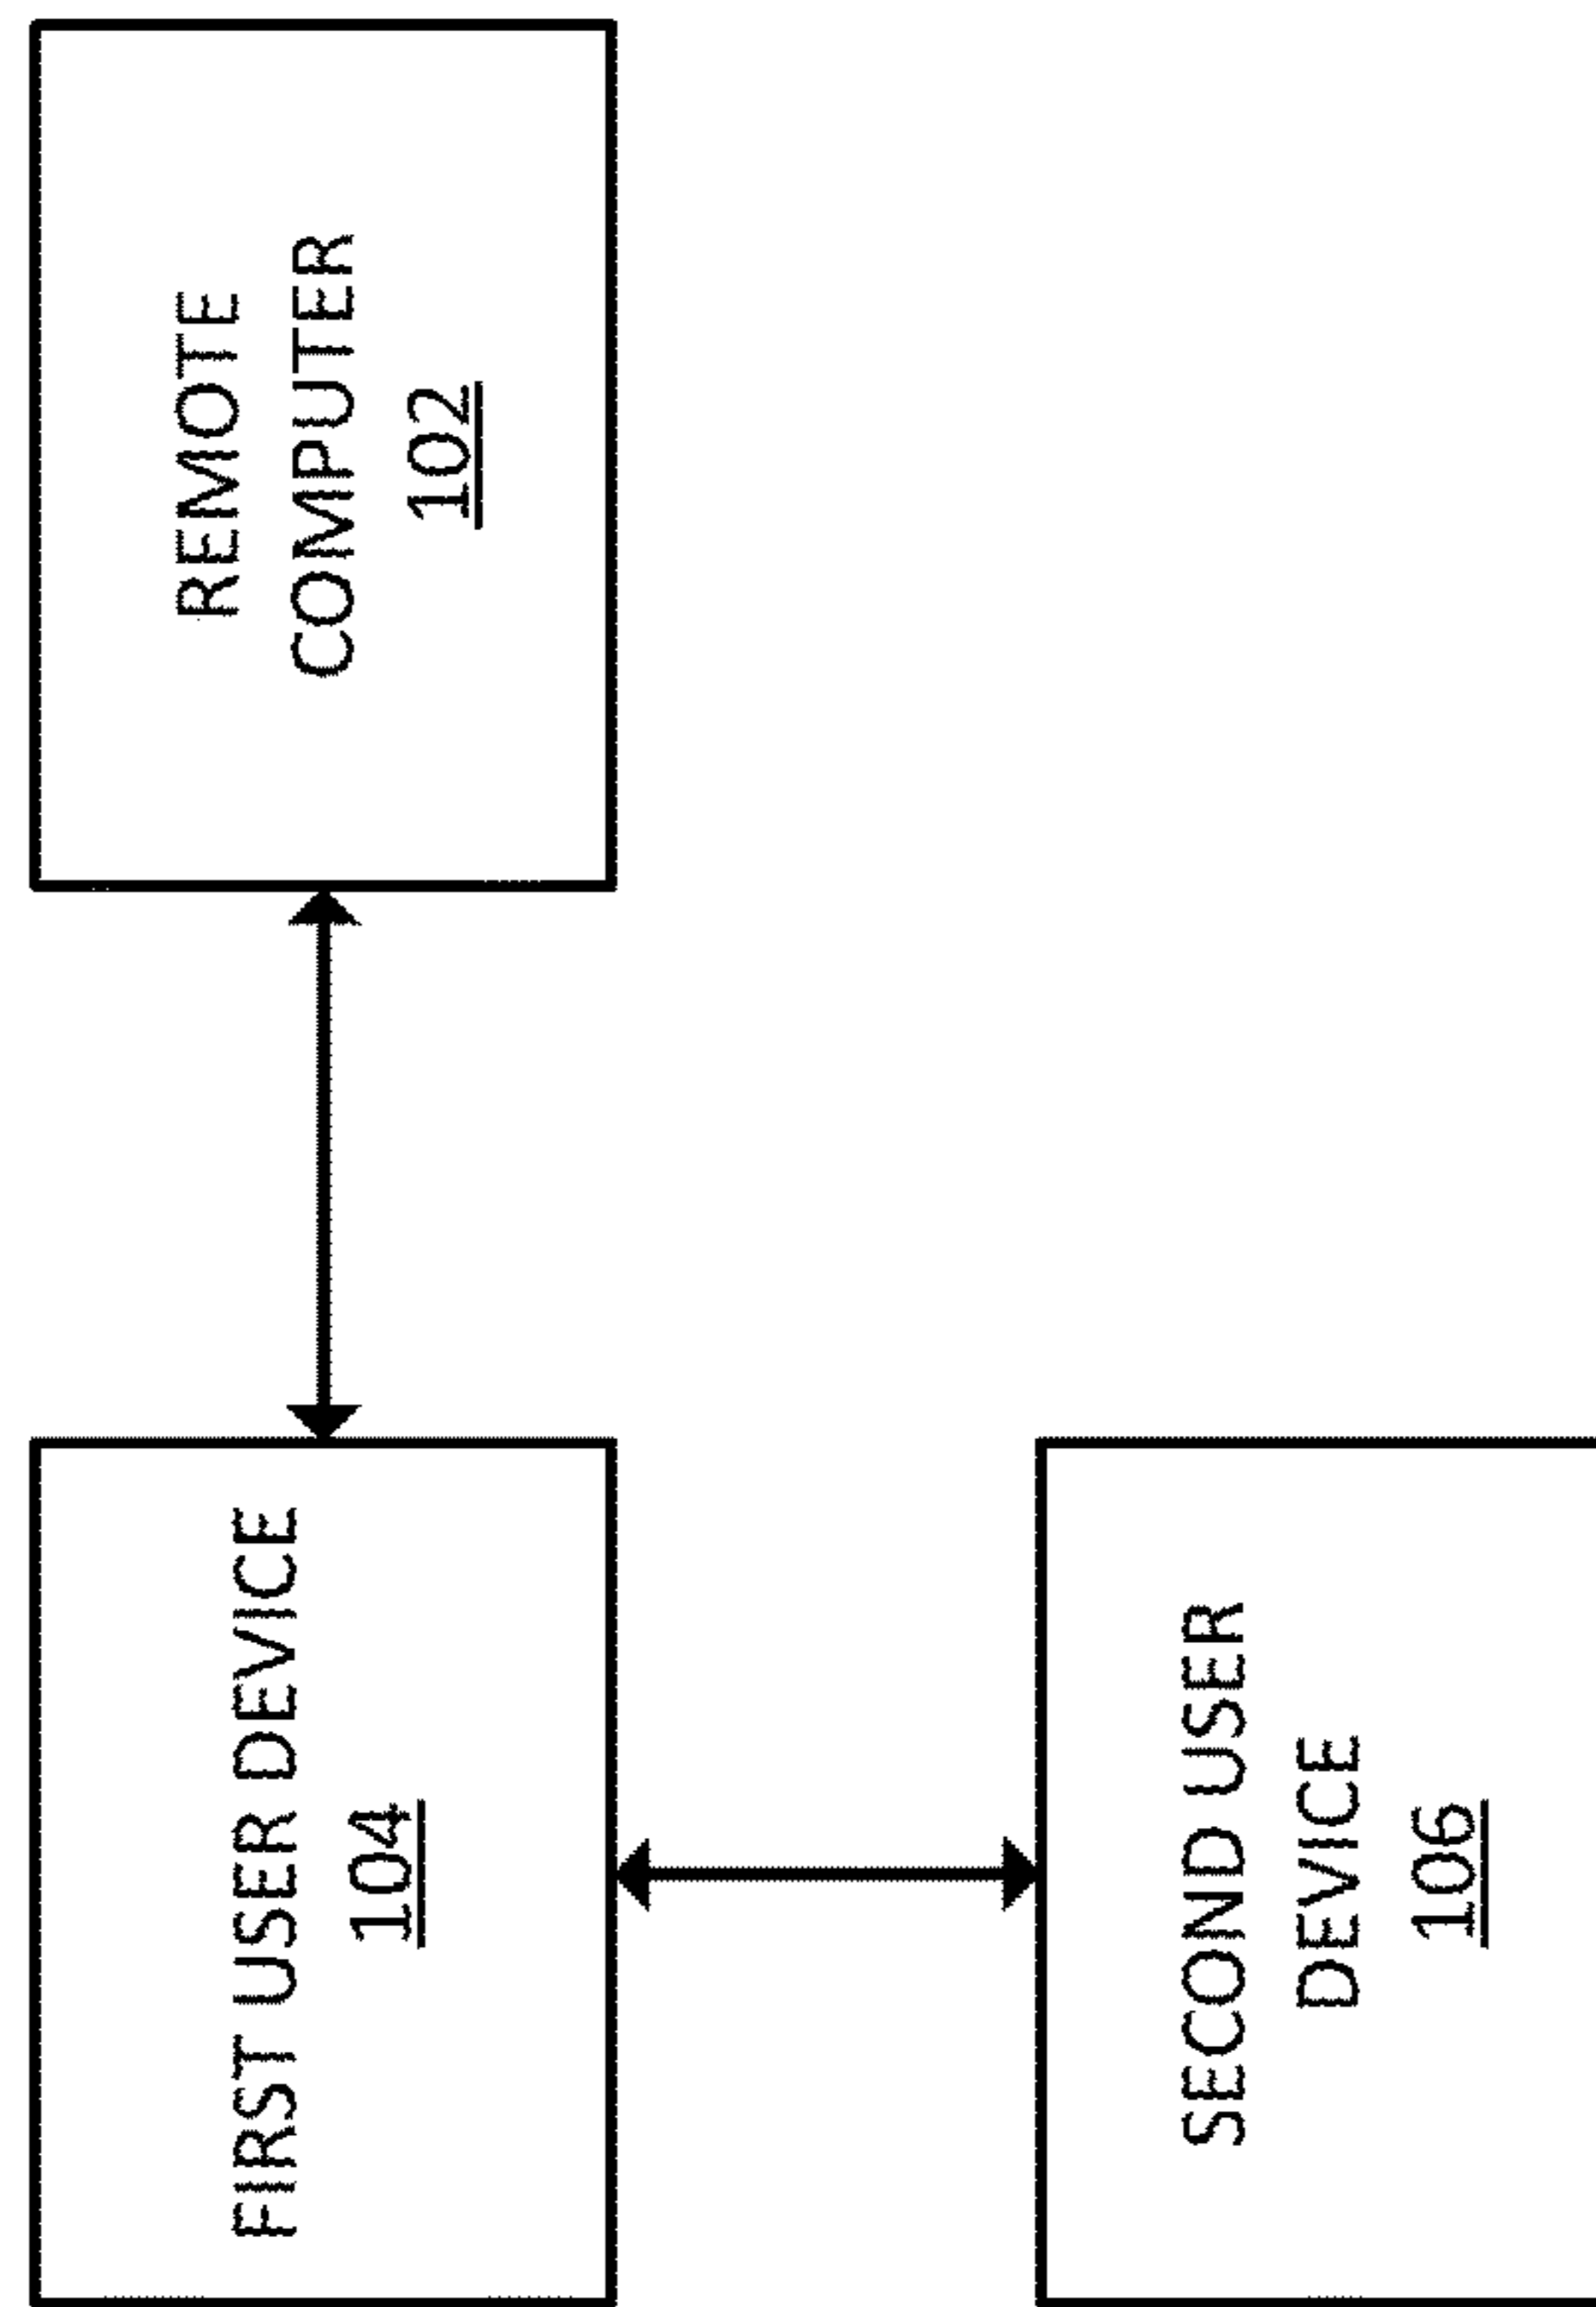 FIRST USER DEVICE
104
REMOTE
COMPUTER
102
SECOND USER
DEVICE
106